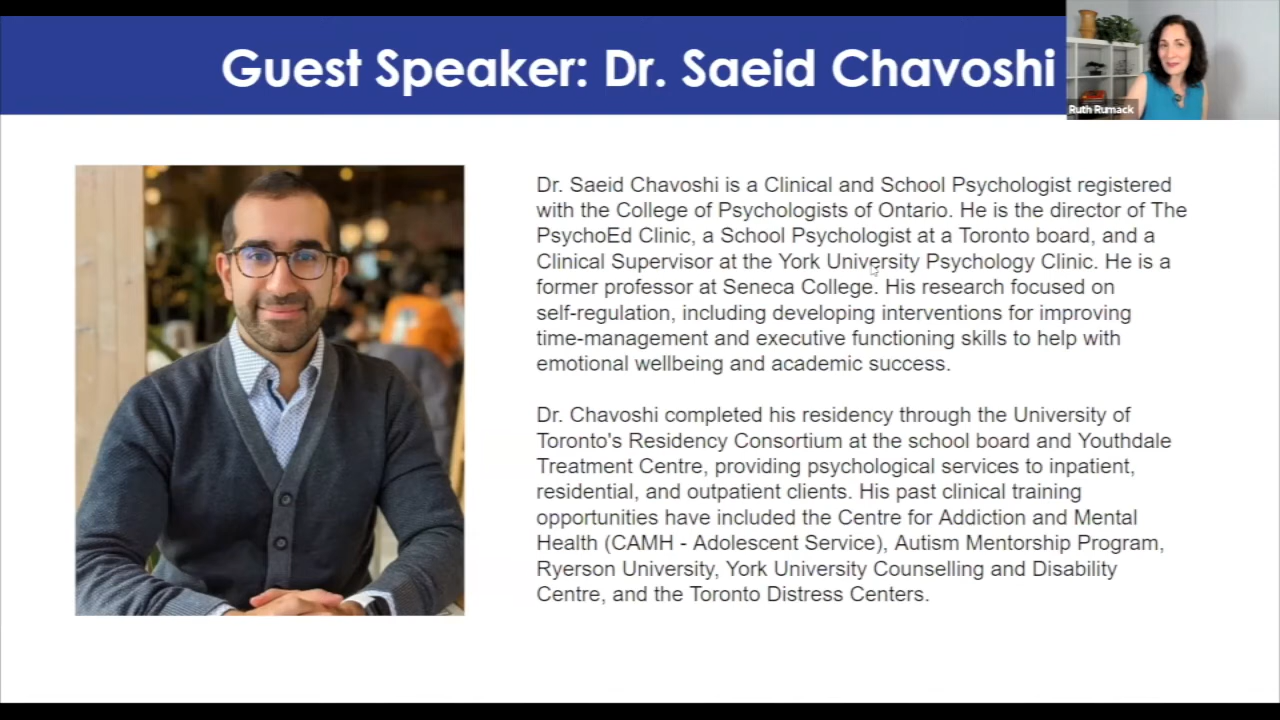 Guest Speaker: Dr. Saeid Chavoshi
Ruth Rumack
Dr. Saeid Chavoshi is a Clinical and School Psychologist registered
with the College of Psychologists of Ontario. He is the director of The
PsychoEd Clinic, a School Psychologist at a Toronto board, and a
Clinical Supervisor at the York University Psychology Clinic. He is a
former professor at Seneca College. His research focused on
self-regulation, including developing interventions for improving
time-management and executive functioning skills to help with
emotional wellbeing and academic success.
Dr. Chavoshi completed his residency through the University of
Toronto's Residency Consortium at the school board and Youthdale
Treatment Centre, providing psychological services to inpatient,
residential, and outpatient clients. His past clinical training
opportunities have included the Centre for Addiction and Mental
Health (CAMH - Adolescent Service), Autism Mentorship Program,
Ryerson University, York University Counselling and Disability
Centre, and the Toronto Distress Centers.